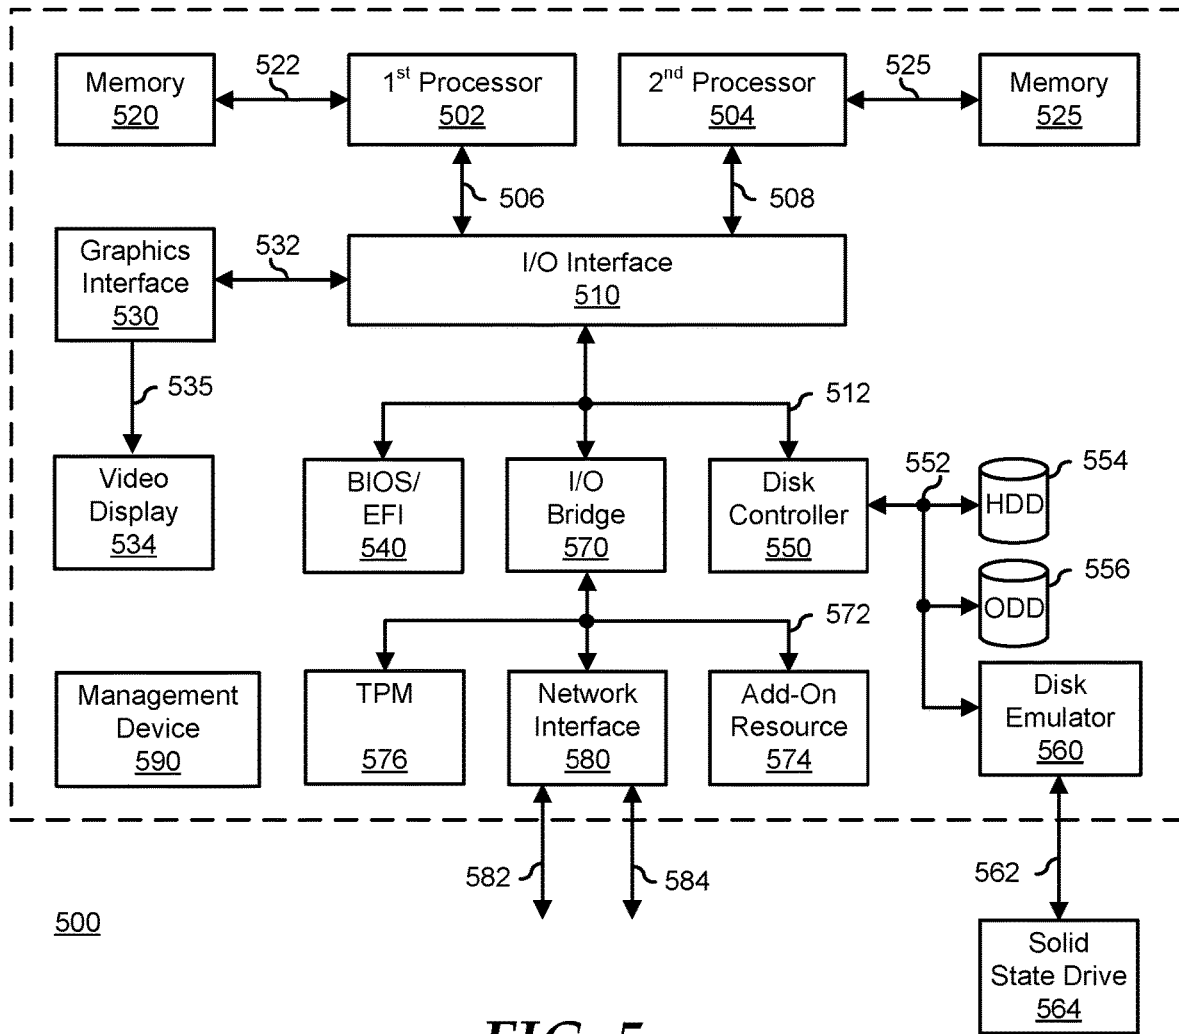 Memory
520
522
1st Processor
502
2nd Processor
504
525
Memory
525
506
508
Graphics
Interface
530
532
I/O Interface
510
535
512
Video
Display
534
BIOS/
EFI
540
I/O
Bridge
570
Disk
Controller
550
552
HDD
554
ODD
556
572
Management
Device
590
TPM
576
Network
Interface
580
Add-On
Resource
574
Disk
Emulator
560
582
584
562
500
Solid
State Drive
564
FIG. 5